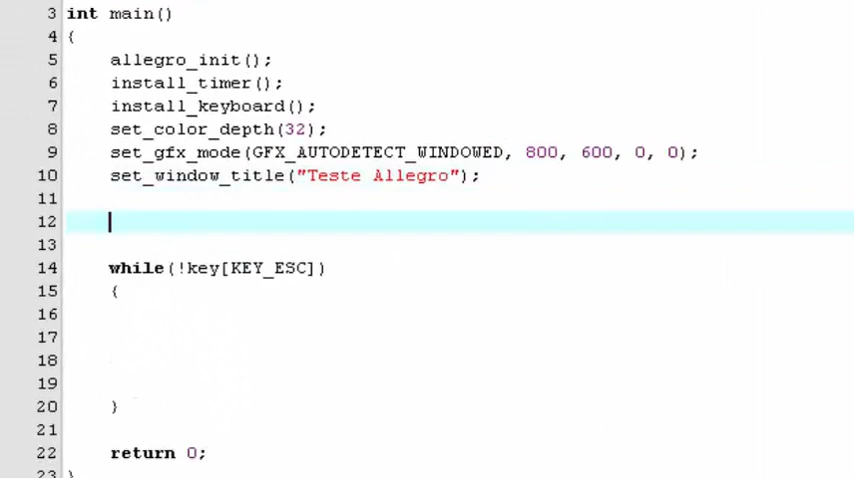 3 int main()
4 {
5 allegro_init();
6 install_timer();
7 install_keyboard();
8 set_color_depth(32);
9 set_gfx_mode(GFX_AUTODETECT_WINDOWED, 800, 600, 0, 0);
10 set_window_title("Teste Allegro");
11
12
13
14 while(!key[KEY_ESC])
15 {
16
17
18
19
20 }
21
22 return 0;
23 }